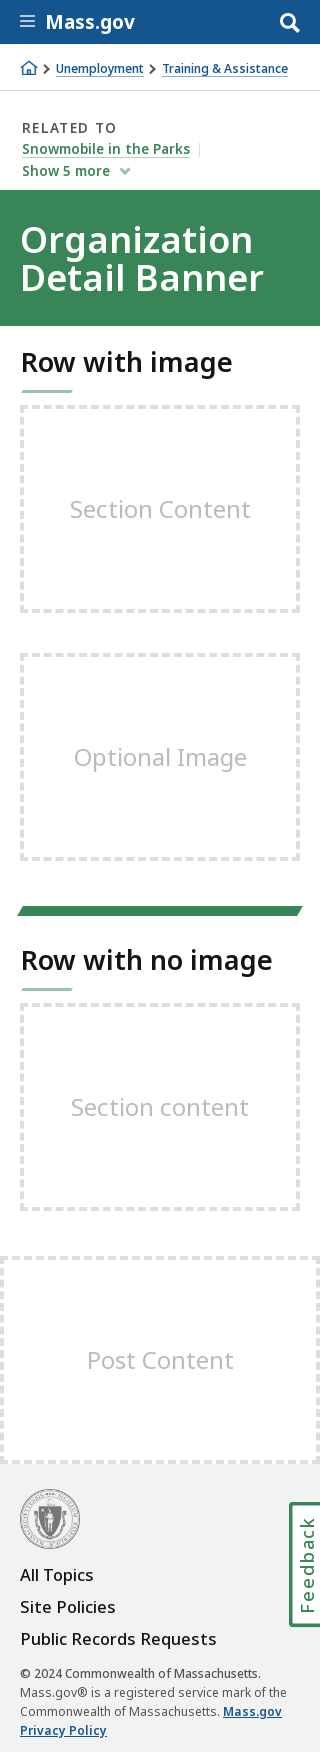 Mass.gov
Unemployment Training & Assistance
RELATED TO
Snowmobile in the Parks
Show 5 more
Organization
Detail Banner
Row with image
Section Content
Optional Image
Row with no image
Section content
Post Content
Feedback
All Topics
Site Policies
Public Records Requests
© 2024 Commonwealth of Massachusetts.
Mass.gov® is a registered service mark of the
Commonwealth of Massachusetts. Mass.gov
Privacy Policy